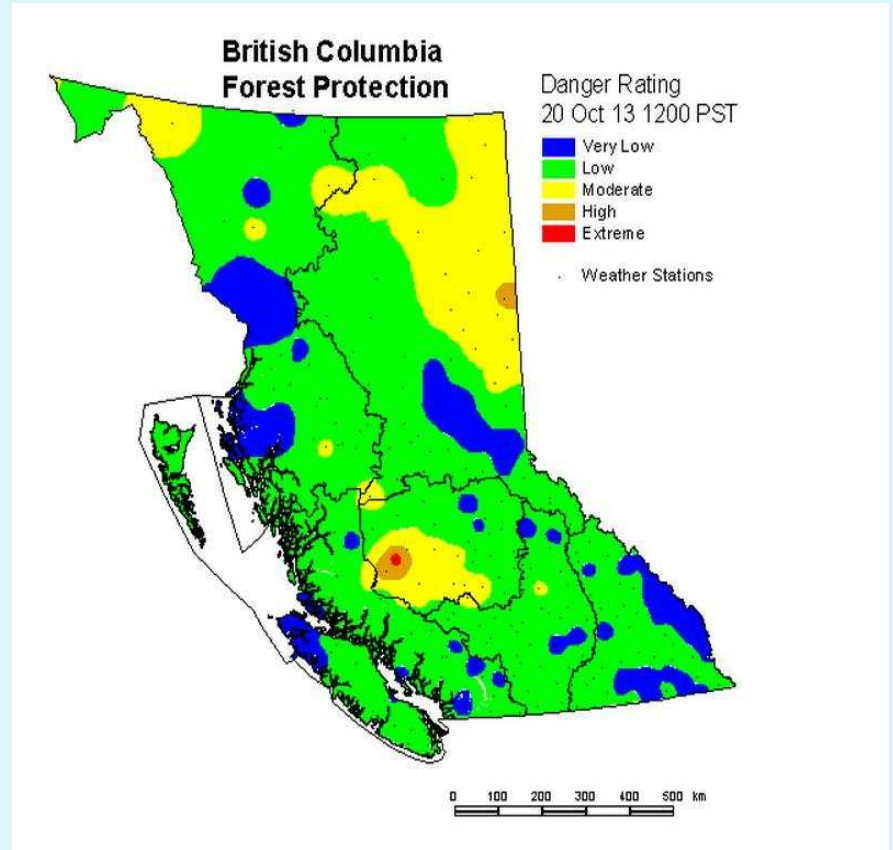 British Columbia
Forest Protection
Danger Rating
20 Oct 13 1200 PST
Very Low
Low
Moderate
High
Extreme
Weather Stations
0 100 200 300 400 500 km